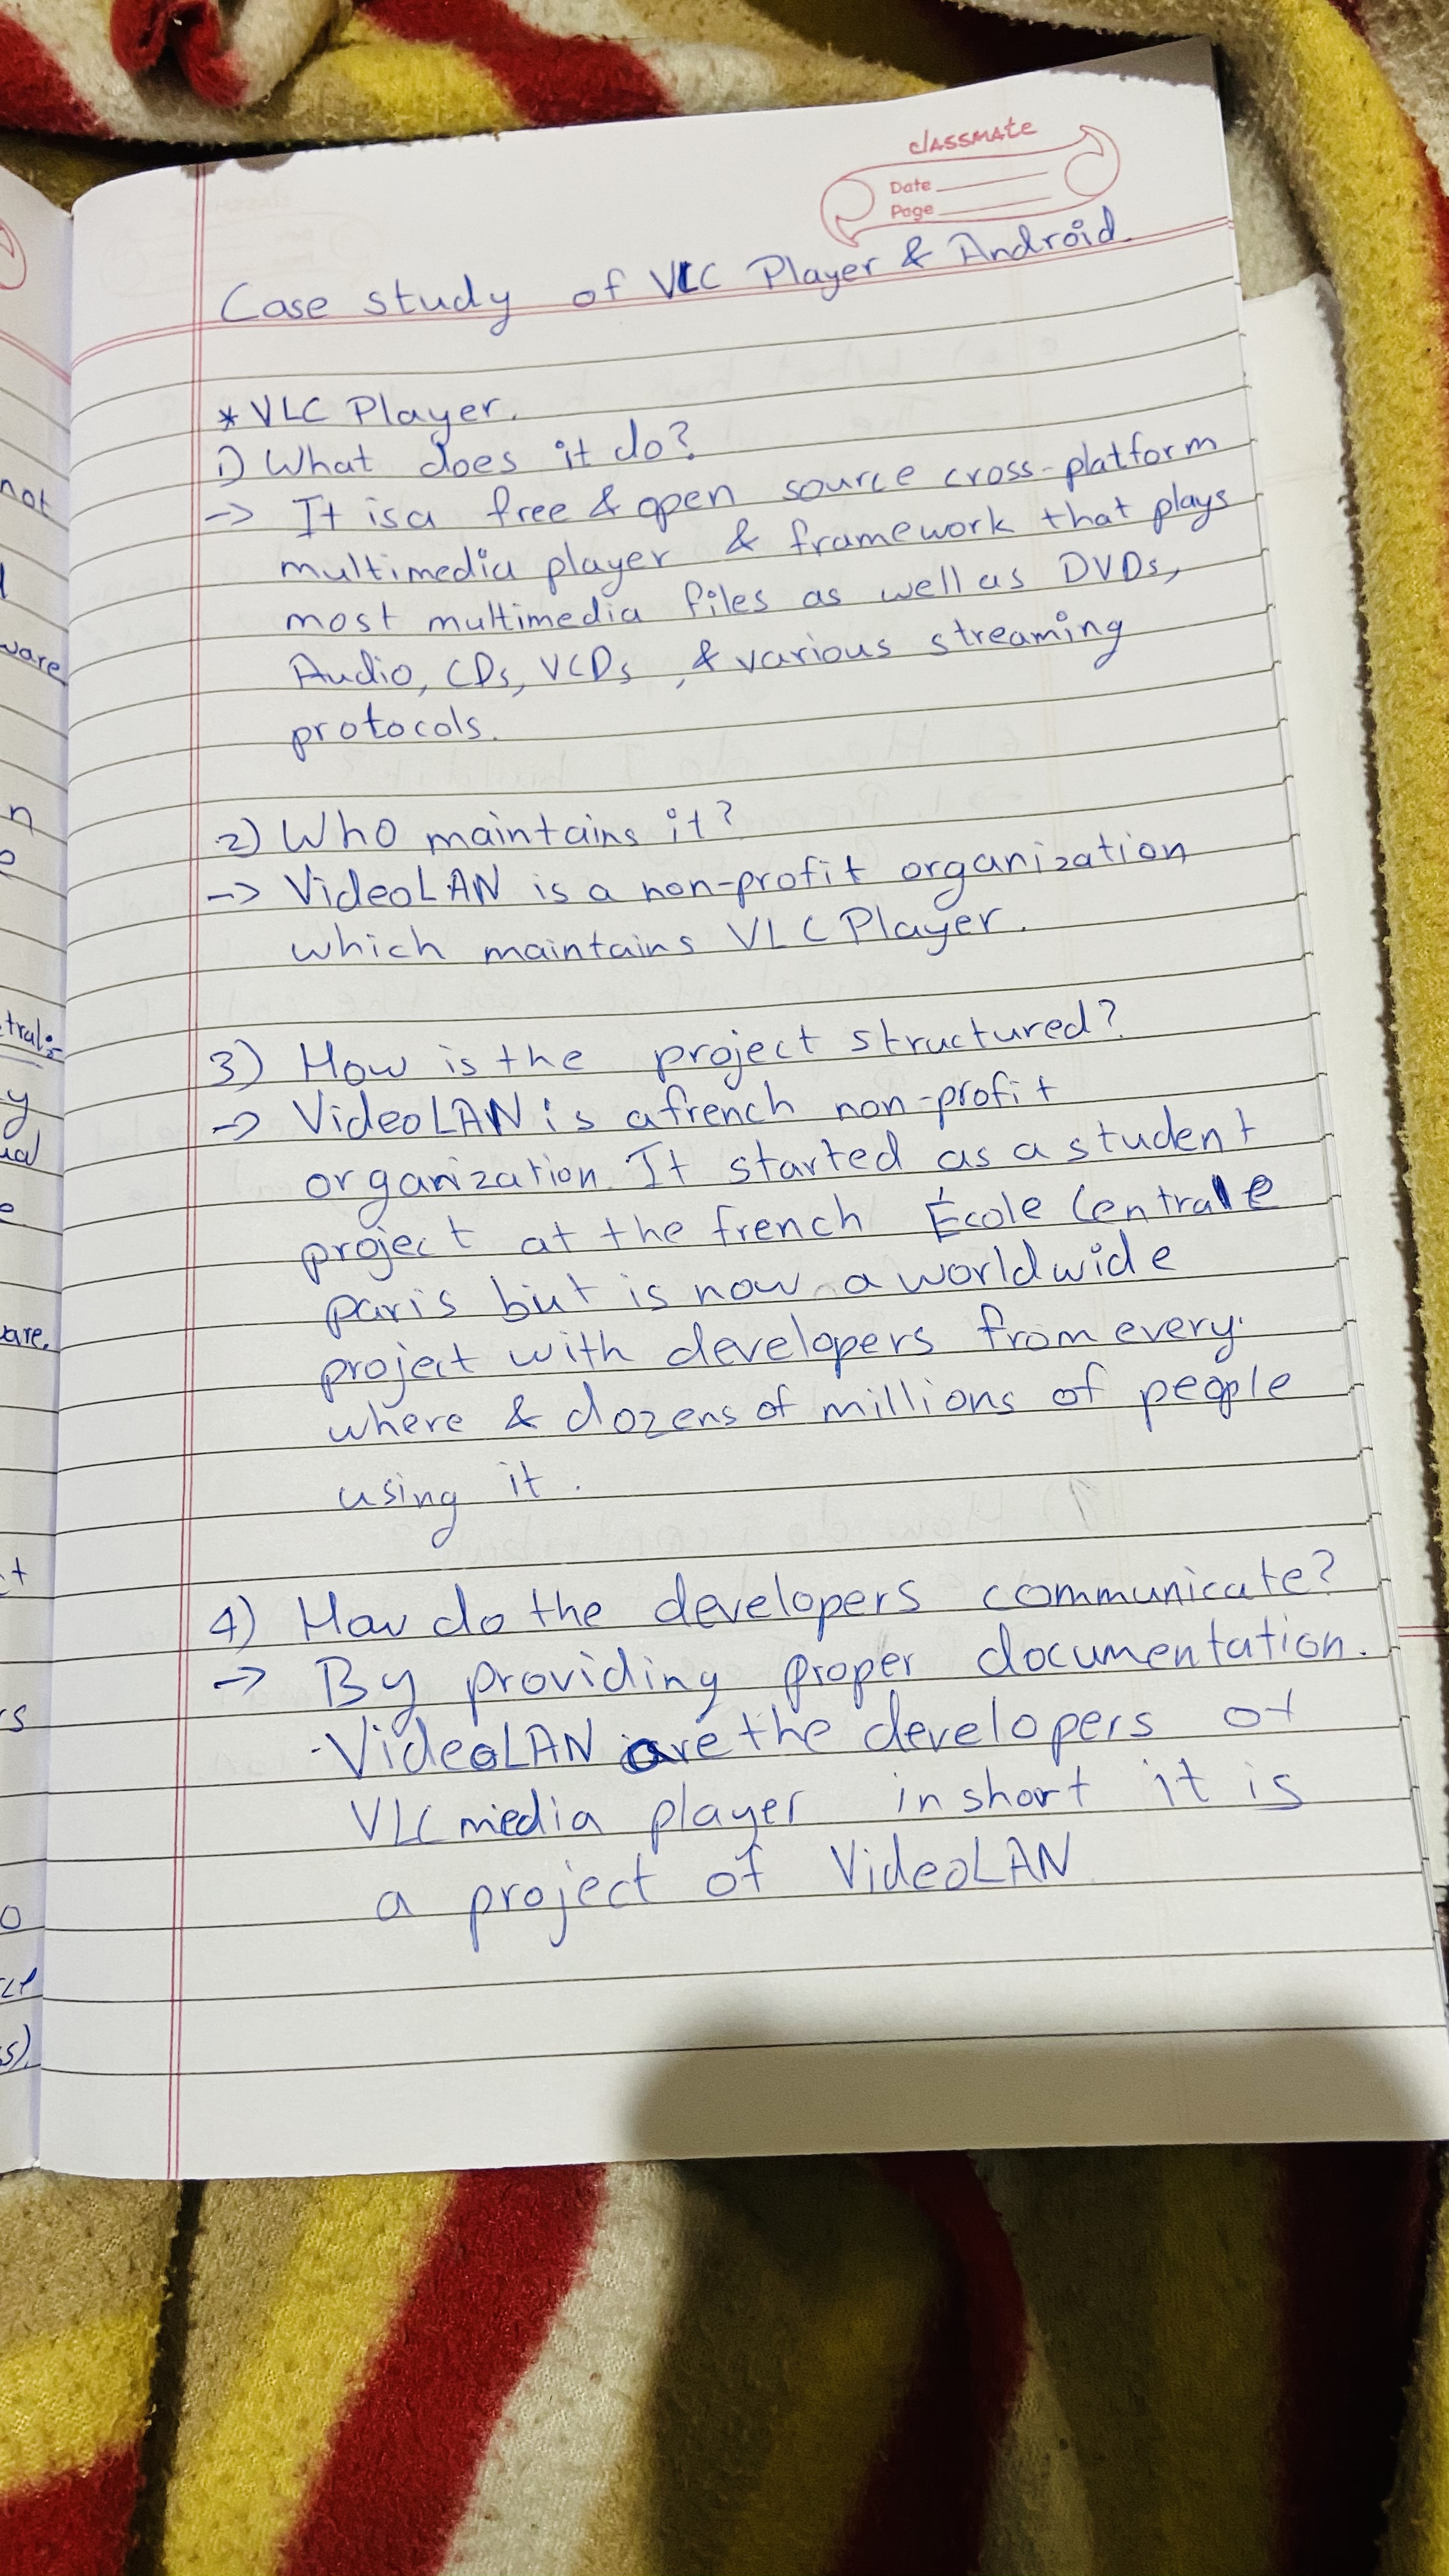 classmate
Date
Page
Case study of VLC Player & Android.
* VLC Player.
1) What does it do?
-> It is a free & open source cross-platform
multimedia player & framework that plays
most multimedia files as well as DVDs,
Audio, CDs, VCDs, & various streaming
protocols.
2) Who maintains it?
-> VideoLAN is a non-profit organization
which maintains VLC Player.
3) How is the project structured?
-> VideoLAN is a french non-profit
organization. It started as a student
project at the french École Centrale
paris but is now a worldwide
project with developers from every
where & dozens of millions of people
using it.
4) How do the developers communicate?
-> By providing proper documentation.
VideoLAN are the developers of
VLC media player in short it is
a project of VideoLAN
not
ware
n
trali-
y
ual
are.
s
s).